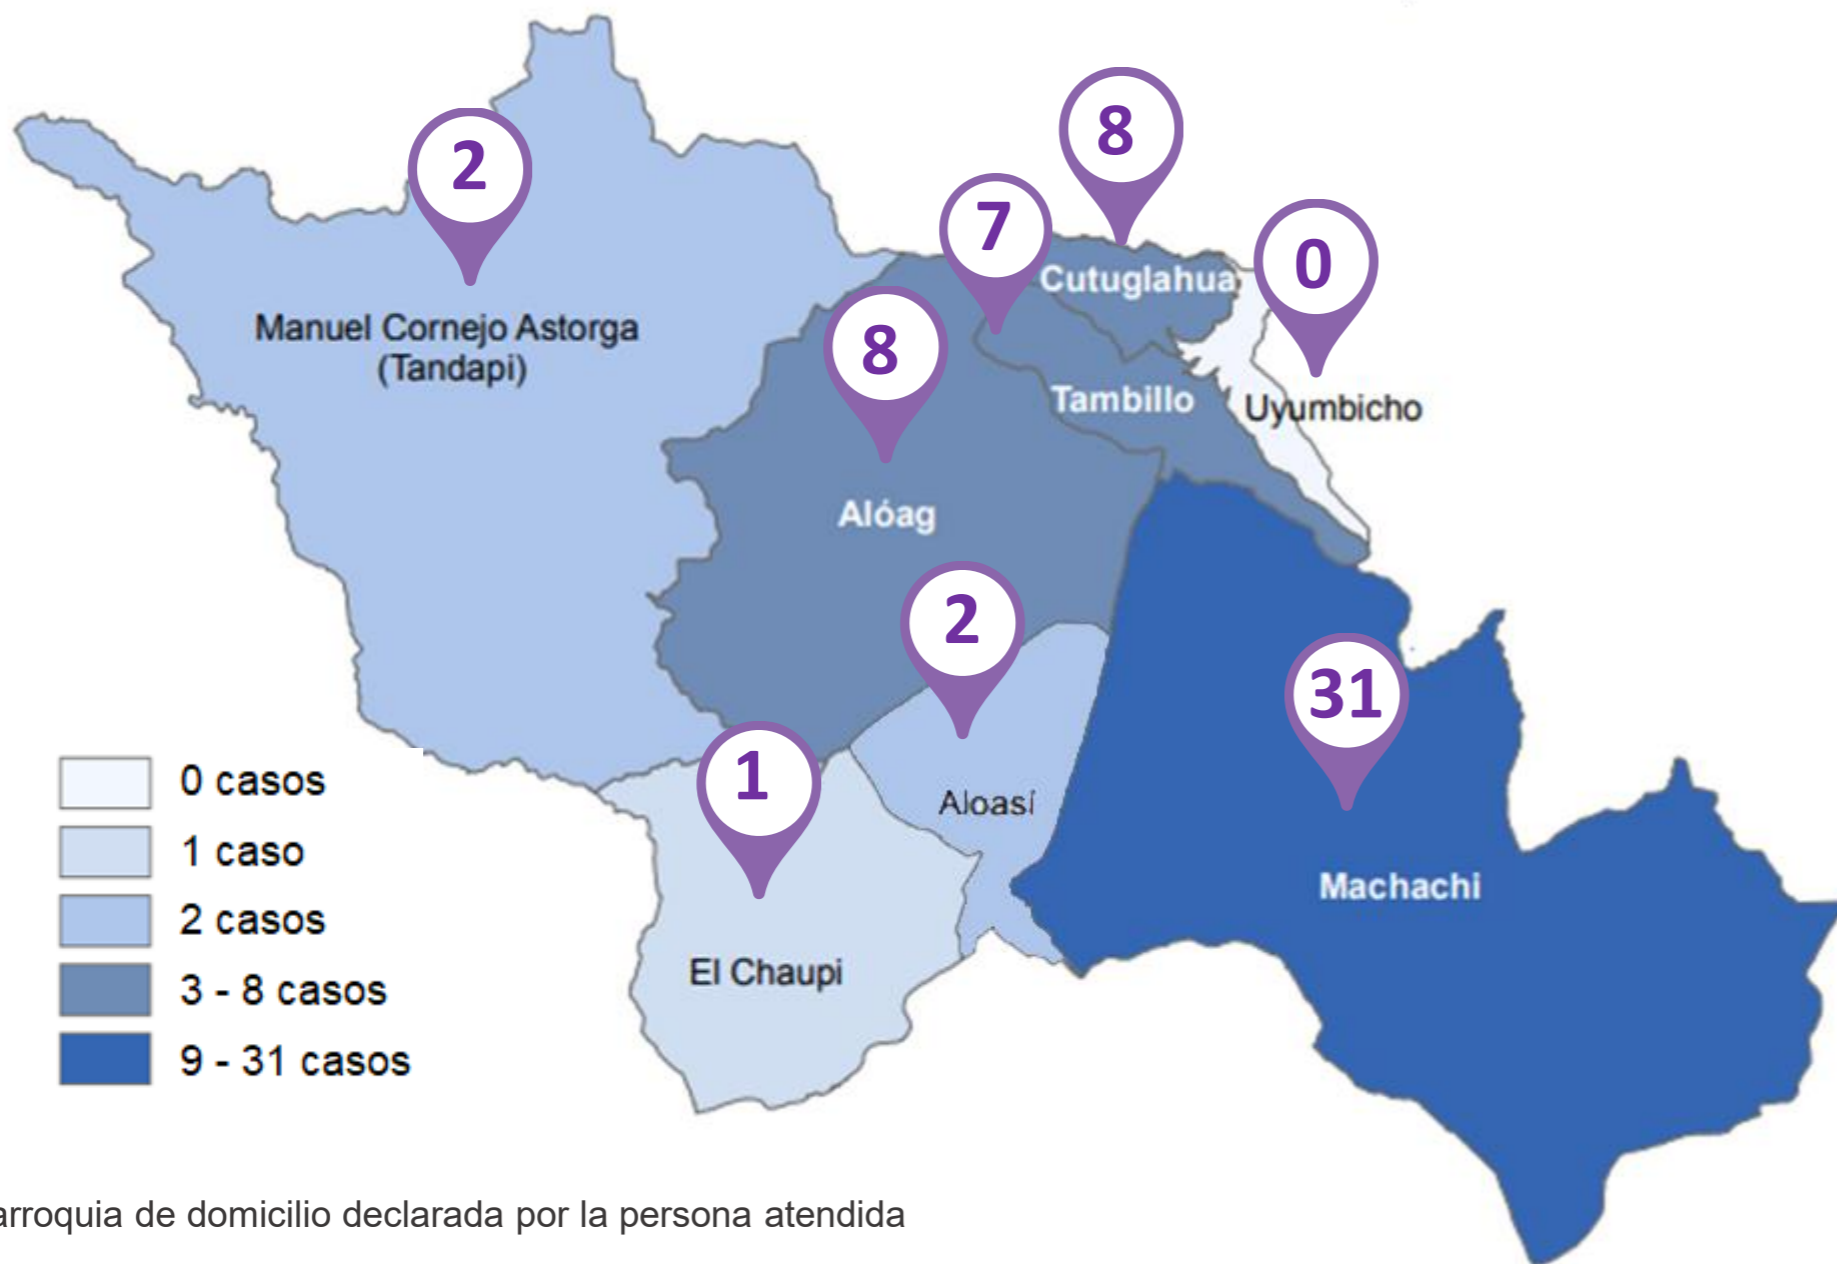 8
2
7
0
Cutuglahua
Manuel Cornejo Astorga
(Tandapi)
8
Tambillo
Uyumbicho
Alóag
2
31
1
Aloasí
Machachi
El Chaupi
0 casos
1 caso
2 casos
3 - 8 casos
9 - 31 casos
arroquia de domicilio declarada por la persona atendida